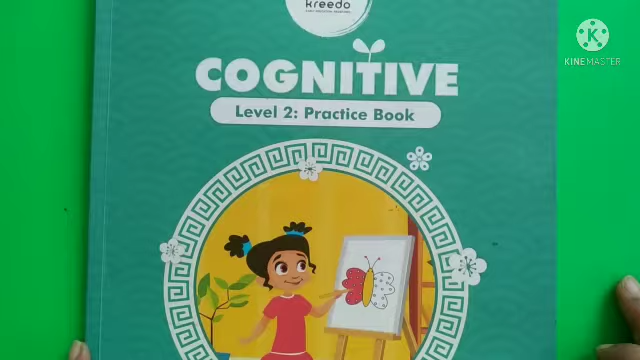 kreedo
COGNITIVE
Level 2: Practice Book
K
KINEMASTER